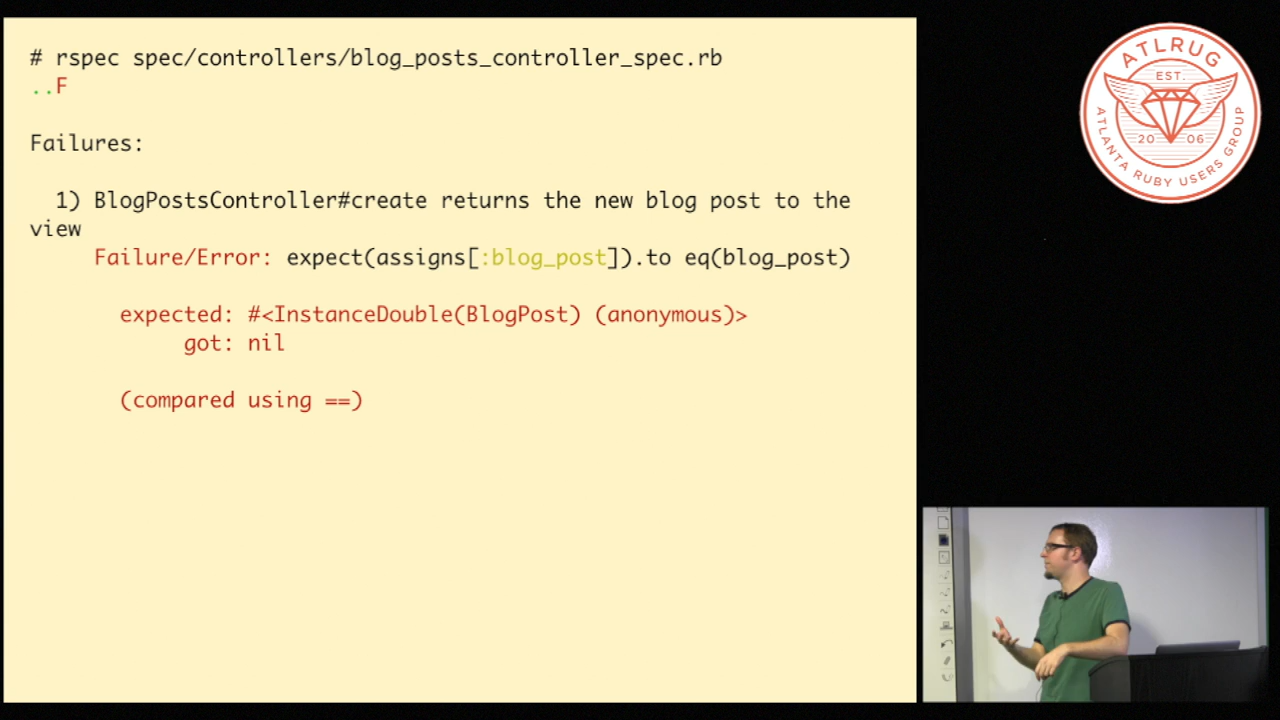 # rspec spec/controllers/blog_posts_controller_spec.rb
..F
Failures:
1) BlogPostsController#create returns the new blog post to the
view
Failure/Error: expect(assigns[:blog_post]).to eq(blog_post)
expected: #<InstanceDouble(BlogPost) (anonymous)>
got: nil
(compared using ==)
ATLRUG
EST.
2006
ATLANTA RUBY USERS GROUP